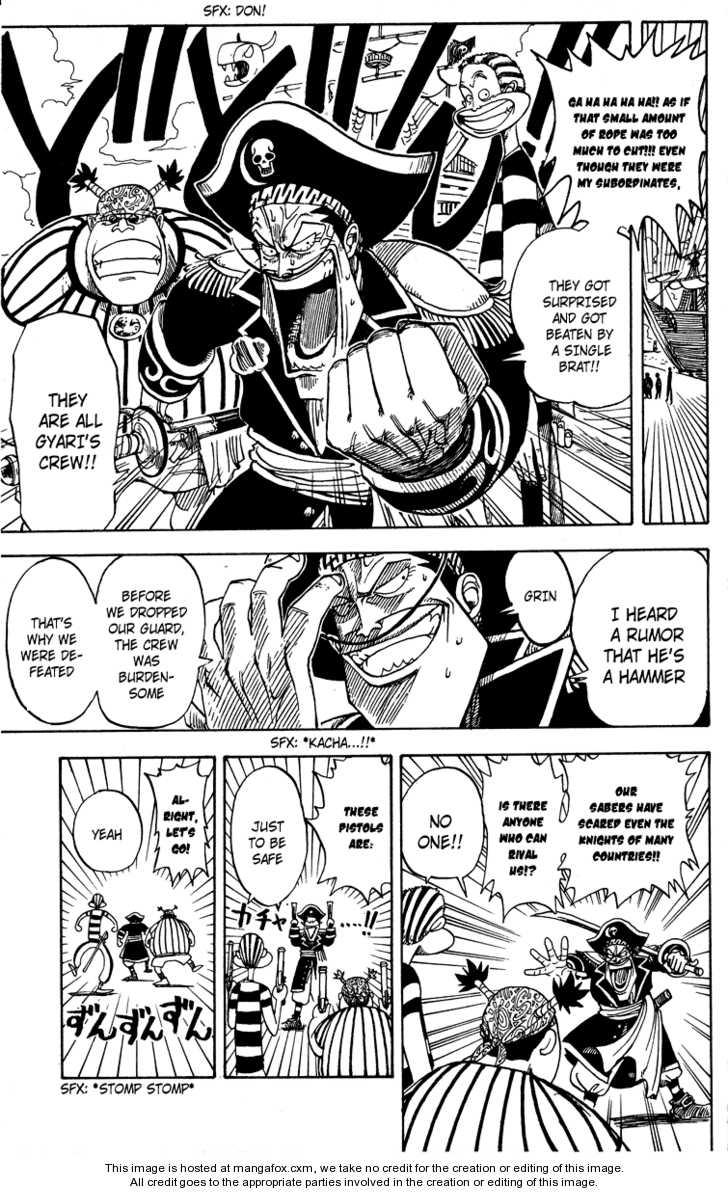 SFX: DON!
GA HA HA HA HA!! AS IF
THAT SMALL AMOUNT
OF ROPE WAS TOO
MUCH TO CUT!!! EVEN
THOUGH THEY WERE
MY SUBORDINATES,
THEY GOT
SURPRISED
AND GOT
BEATEN BY
A SINGLE
BRAT!!
THEY
ARE ALL
GYARI'S
CREW!!
I HEARD
A RUMOR
THAT HE'S
A HAMMER
GRIN
BEFORE
WE DROPPED
OUR GUARD,
THE CREW
WAS
BURDEN-
SOME
THAT'S
WHY WE
WERE DE-
FEATED
SFX: *KACHA...!!*
OUR
SABERS HAVE
SCARED EVEN THE
KNIGHTS OF MANY
COUNTRIES!!
IS THERE
ANYONE
WHO CAN
RIVAL
US!?
NO
ONE!!
THESE
PISTOLS
ARE:
JUST
TO BE
SAFE
カチャ....!!
AL-
RIGHT,
LET'S
GO!
YEAH
ずんずんずん
SFX: *STOMP STOMP*
This image is hosted at mangafox.cxm, we take no credit for the creation or editing of this image.
All credit goes to the appropriate parties involved in the creation or editing of this image.